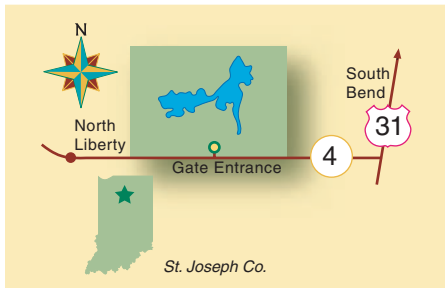 N
South
Bend
31
North
Liberty
Gate Entrance
4
St. Joseph Co.